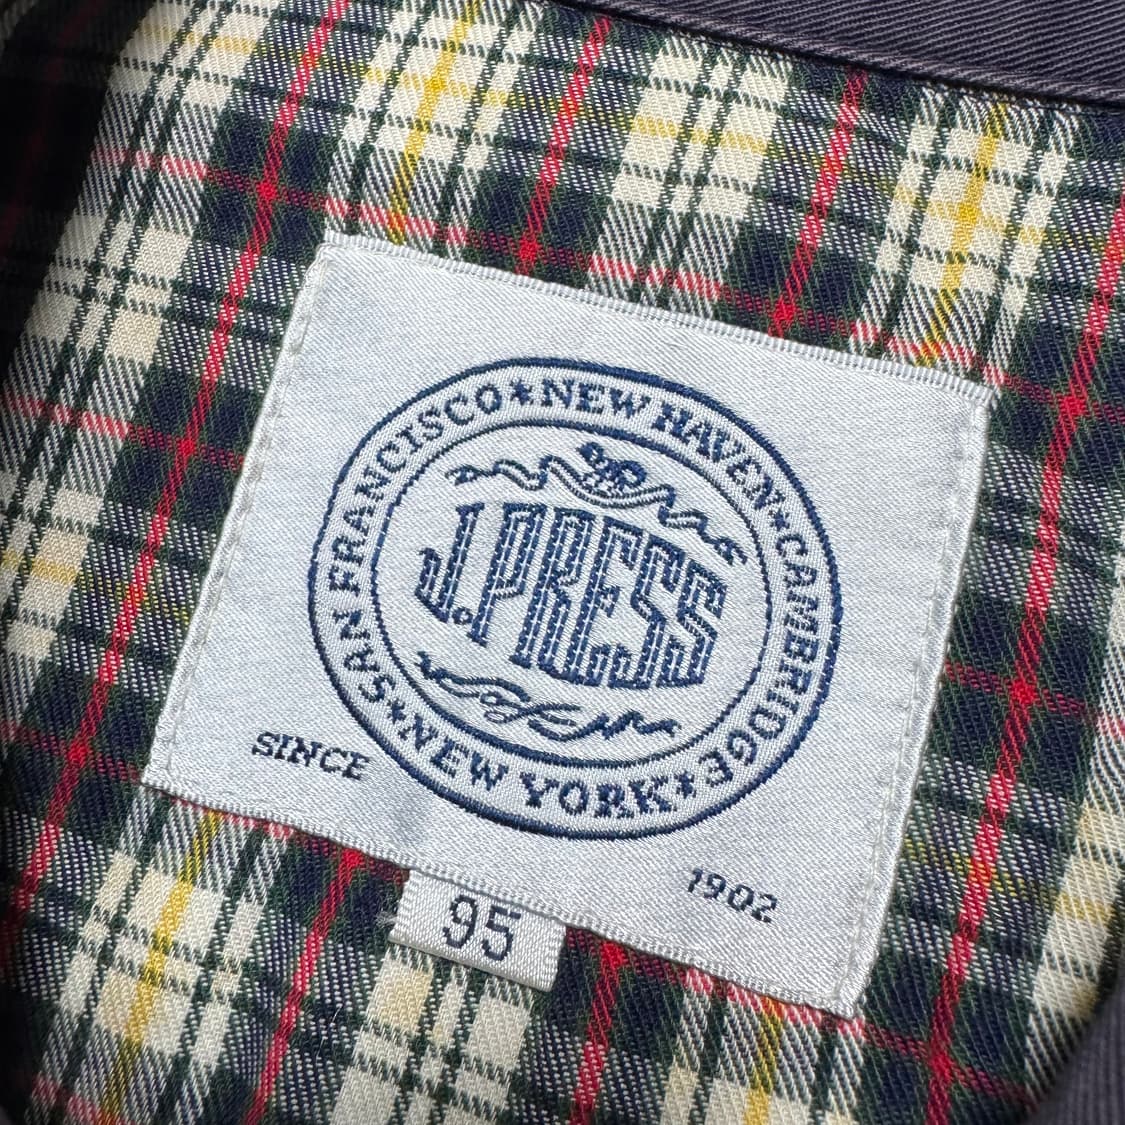 SAN FRANCISCO★NEW HAVEN★CAMBRIDGE★NEW YORK★
J.PRESS
SINCE
1902
95